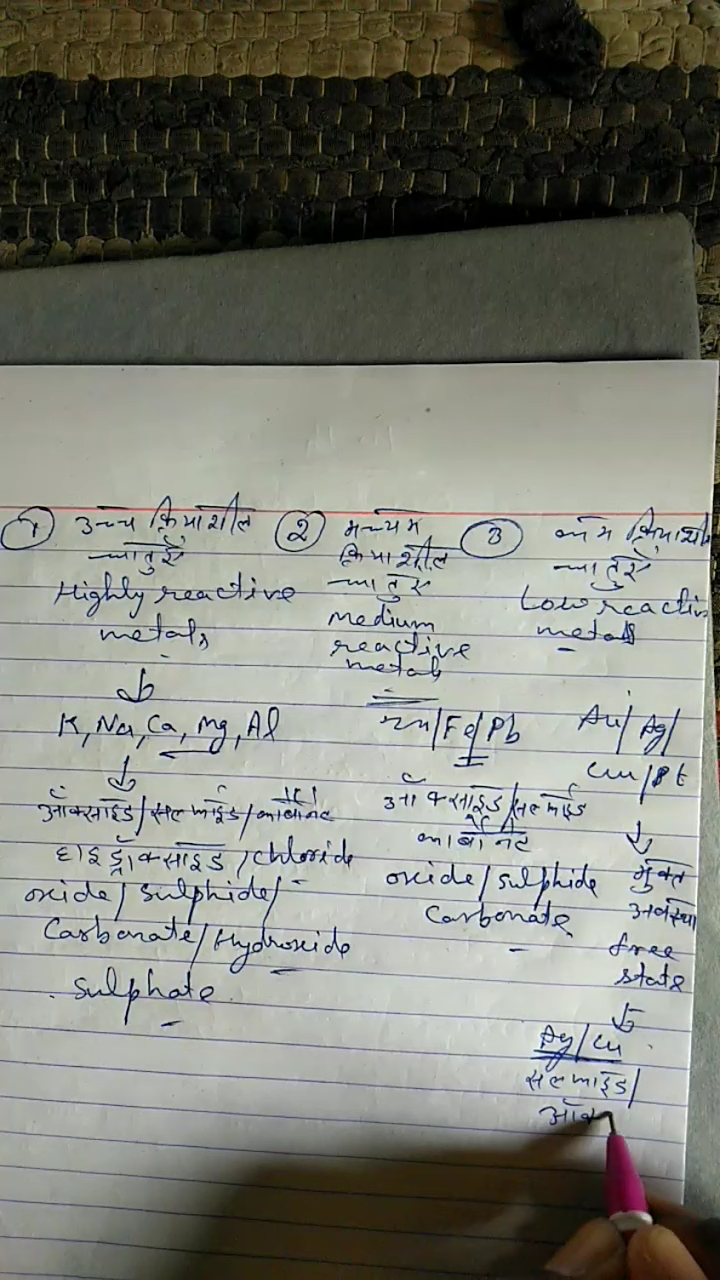 1 उच्च क्रियाशील
धातुएँ
Highly reactive
metals
K, Na, Ca, Mg, Al
ऑक्साइड/सल्फाइड/कार्बोनेट
हाइड्रॉक्साइड/chloride
oxide/sulphide/
Carbonate/Hydroxide
sulphate
2 मध्यम
क्रियाशील
धातुएँ
Medium
reactive
metals
Zn/Fe/Pb
ऑक्साइड/सल्फाइड
कार्बोनेट
oxide/sulphide
Carbonate
3 कम क्रियाशील
धातुएँ
Low reactive
metals
Au/Ag/
Cu/Pt
मुक्त
अवस्था
free
state
Ag/Cu
सल्फाइड/
ऑक